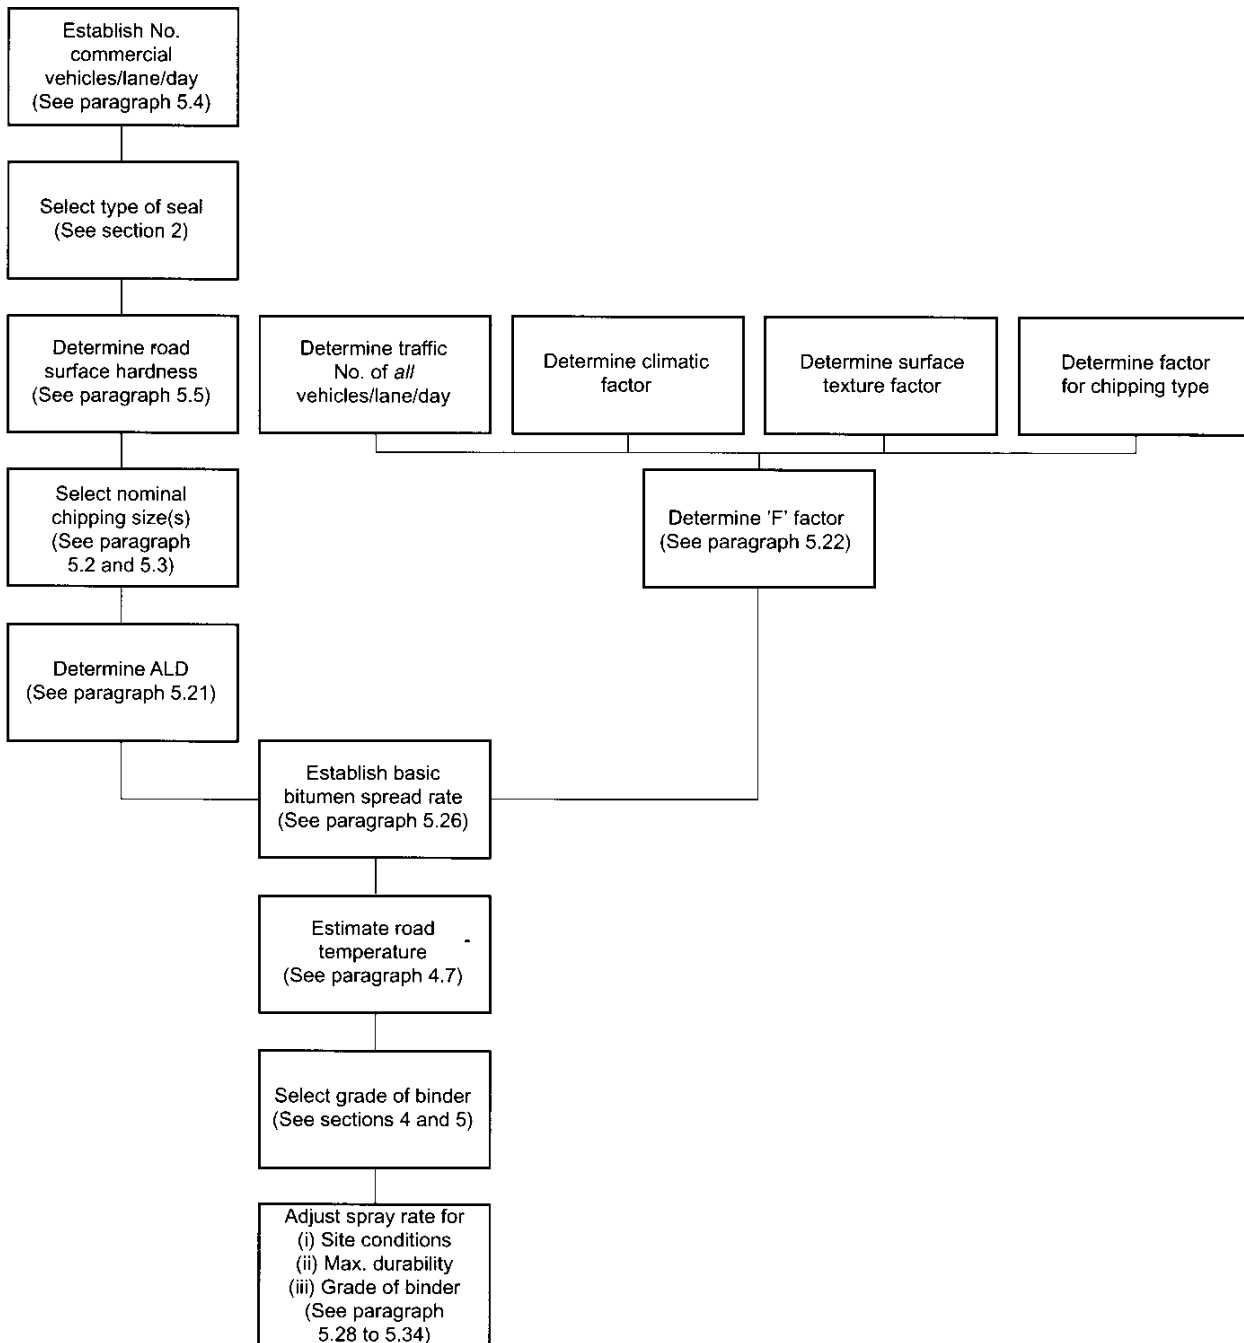 Establish No.
commercial
vehicles/lane/day
(See paragraph 5.4)
Select type of seal
(See section 2)
Determine road
surface hardness
(See paragraph 5.5)
Determine traffic
No. of all
vehicles/lane/day
Determine climatic
factor
Determine surface
texture factor
Determine factor
for chipping type
Select nominal
chipping size(s)
(See paragraph
5.2 and 5.3)
Determine 'F' factor
(See paragraph 5.22)
Determine ALD
(See paragraph 5.21)
Establish basic
bitumen spread rate
(See paragraph 5.26)
Estimate road
temperature
(See paragraph 4.7)
Select grade of binder
(See sections 4 and 5)
Adjust spray rate for
(i) Site conditions
(ii) Max. durability
(iii) Grade of binder
(See paragraph
5.28 to 5.34)